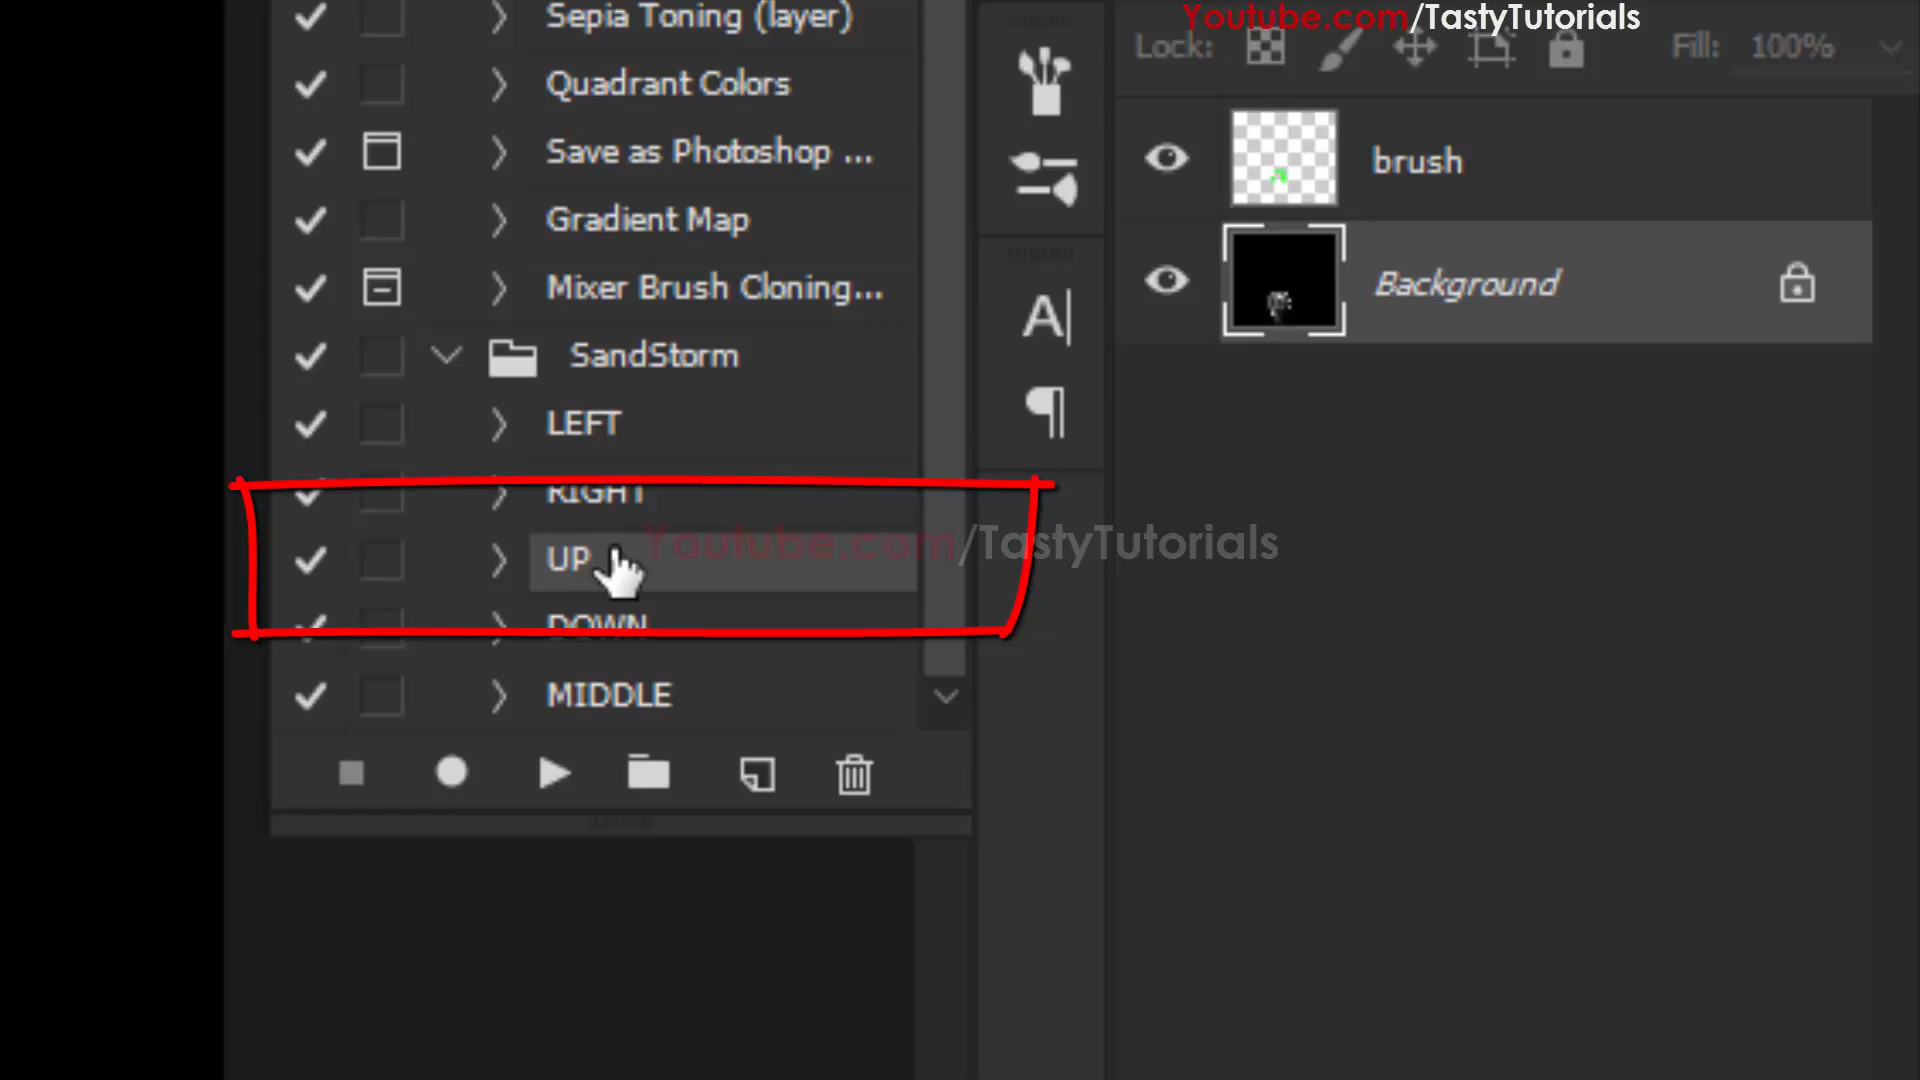 Youtube.com/TastyTutorials
Sepia Toning (layer)
Lock:
Fill: 100%
Quadrant Colors
Save as Photoshop ...
brush
Gradient Map
Mixer Brush Cloning...
Background
SandStorm
LEFT
RIGHT
Youtube.com/TastyTutorials
UP
DOWN
MIDDLE